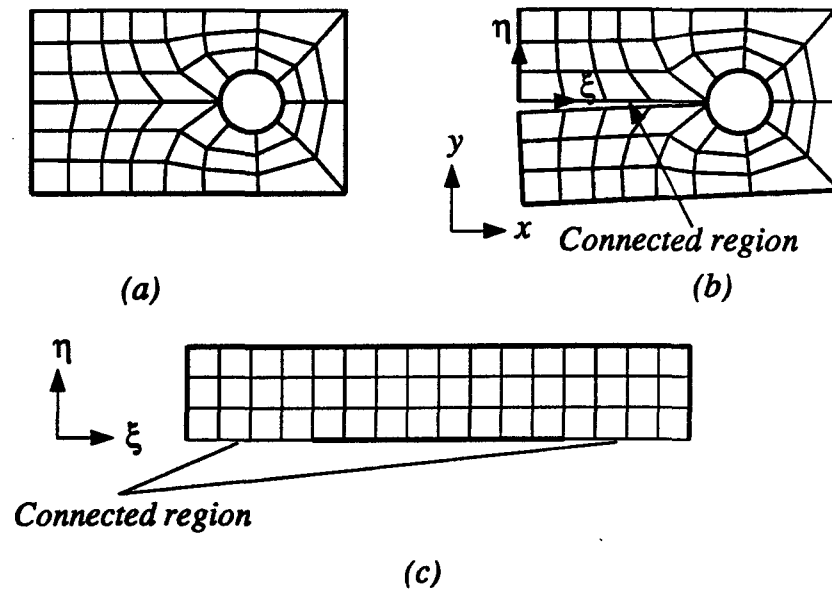 η
ξ
y
x
Connected region
(a)
(b)
η
ξ
Connected region
(c)